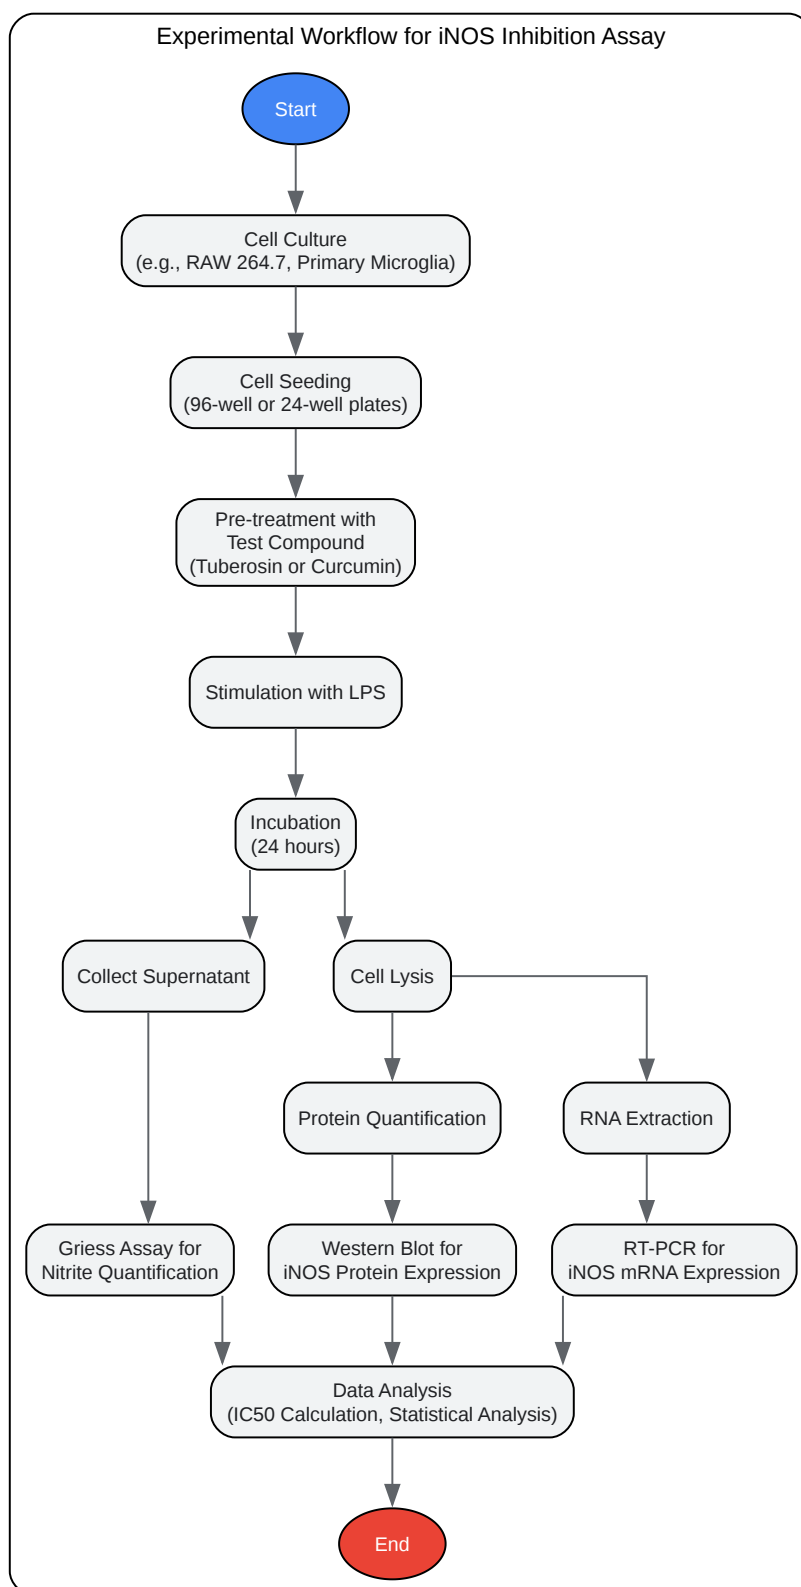 Experimental Workflow for iNOS Inhibition Assay
Start
Cell Culture
(e.g., RAW 264.7, Primary Microglia)
Cell Seeding
(96-well or 24-well plates)
Pre-treatment with
Test Compound
(Tuberosin or Curcumin)
Stimulation with LPS
Incubation
(24 hours)
Collect Supernatant
Cell Lysis
Protein Quantification
RNA Extraction
Griess Assay for
Nitrite Quantification
Western Blot for
iNOS Protein Expression
RT-PCR for
iNOS mRNA Expression
Data Analysis
(IC50 Calculation, Statistical Analysis)
End